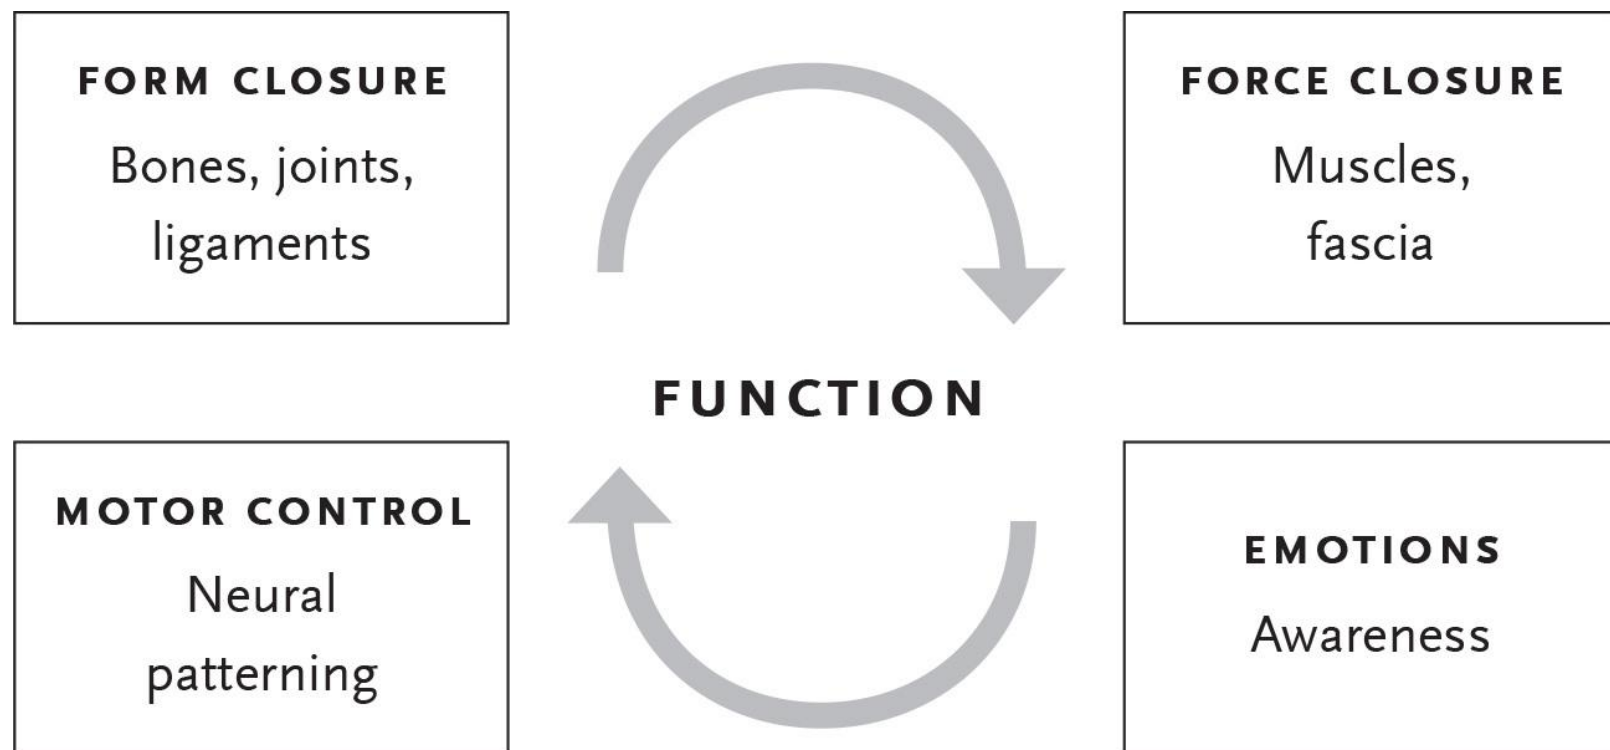 FORM CLOSURE
Bones, joints,
ligaments
FORCE CLOSURE
Muscles,
fascia
FUNCTION
MOTOR CONTROL
Neural
patterning
EMOTIONS
Awareness